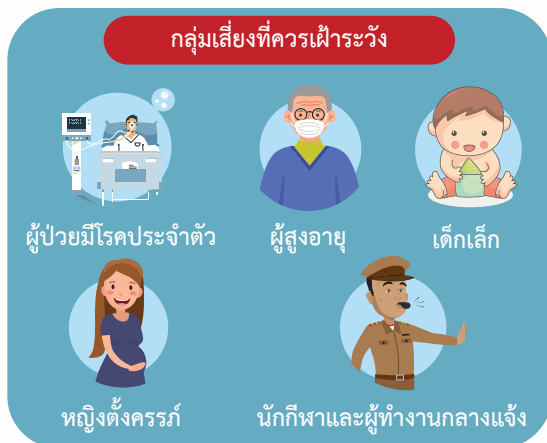 กลุ่มเสี่ยงที่ควรเฝ้าระวัง
ผู้ป่วยมีโรคประจำตัว
ผู้สูงอายุ
เด็กเล็ก
หญิงตั้งครรภ์
นักกีฬาและผู้ทำงานกลางแจ้ง